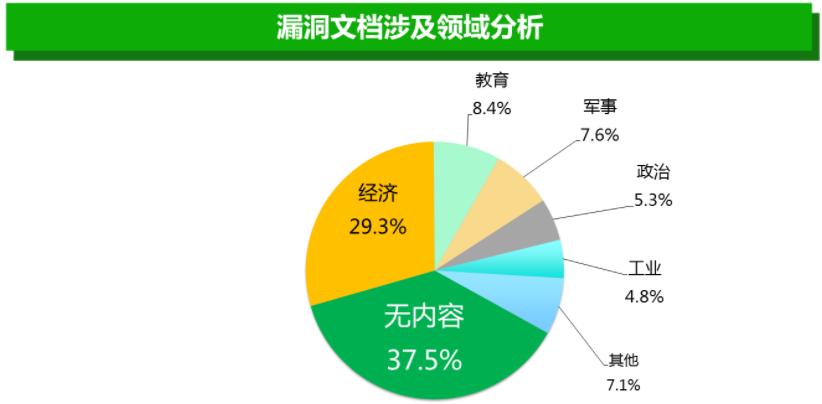 漏洞文档涉及领域分析
教育
8.4%
军事
7.6%
政治
5.3%
工业
4.8%
其他
7.1%
无内容
37.5%
经济
29.3%